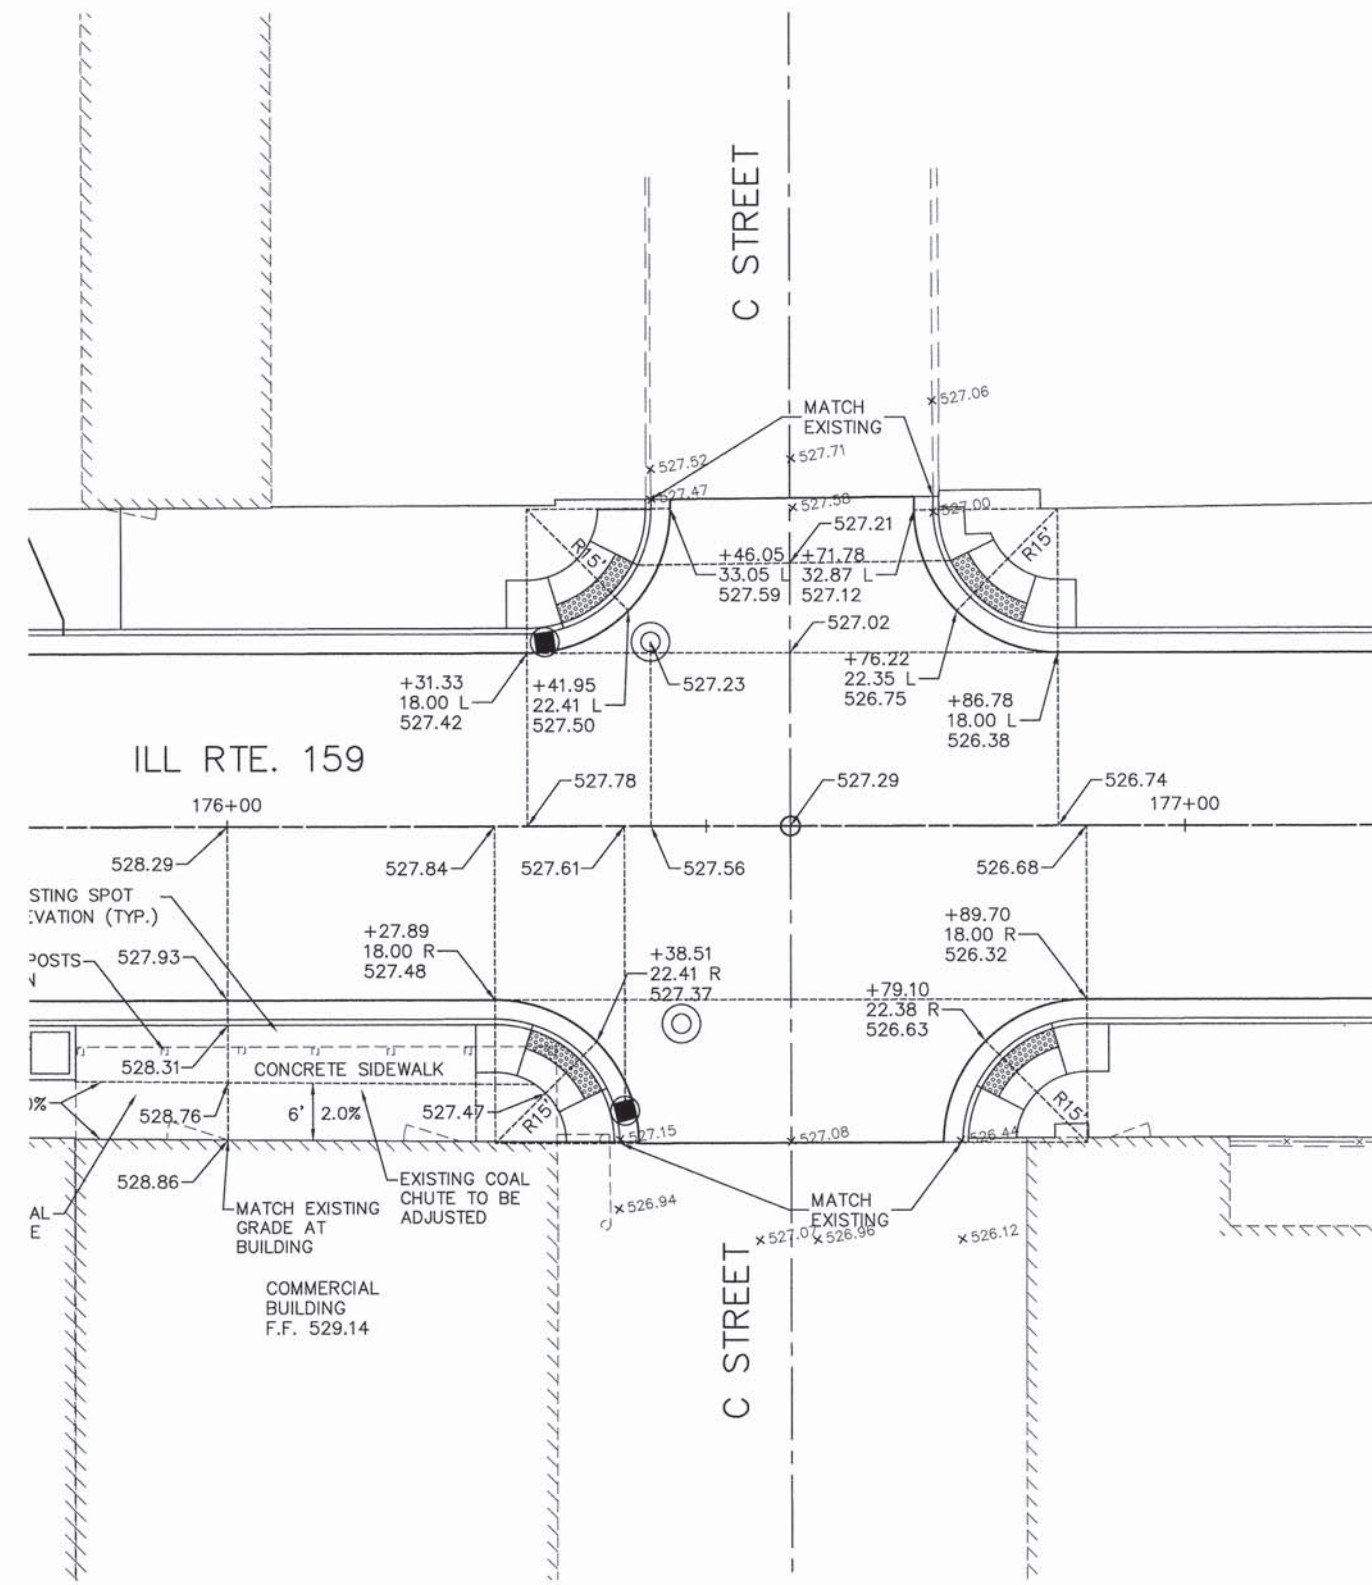 C STREET
527.06
MATCH
EXISTING
527.71
527.52
527.47
527.58
527.00
527.21
R15'
R15'
+46.05
33.05 L
527.59
+71.78
32.87 L
527.12
527.02
527.23
+76.22
22.35 L
526.75
+31.33
18.00 L
527.42
+41.95
22.41 L
527.50
+86.78
18.00 L
526.38
ILL RTE. 159
527.78
527.29
526.74
176+00
177+00
528.29
527.84
527.61
527.56
526.68
STING SPOT
EVATION (TYP.)
+27.89
18.00 R
527.48
+38.51
22.41 R
527.37
+89.70
18.00 R
526.32
POSTS
N
527.93
+79.10
22.38 R
526.63
528.31
CONCRETE SIDEWALK
0%
528.76
6' 2.0%
527.47
R15'
R15'
527.15
527.08
526.44
528.86
AL
E
MATCH EXISTING
GRADE AT
BUILDING
EXISTING COAL
CHUTE TO BE
ADJUSTED
526.94
MATCH
EXISTING
527.07
526.96
526.12
COMMERCIAL
BUILDING
F.F. 529.14
C STREET